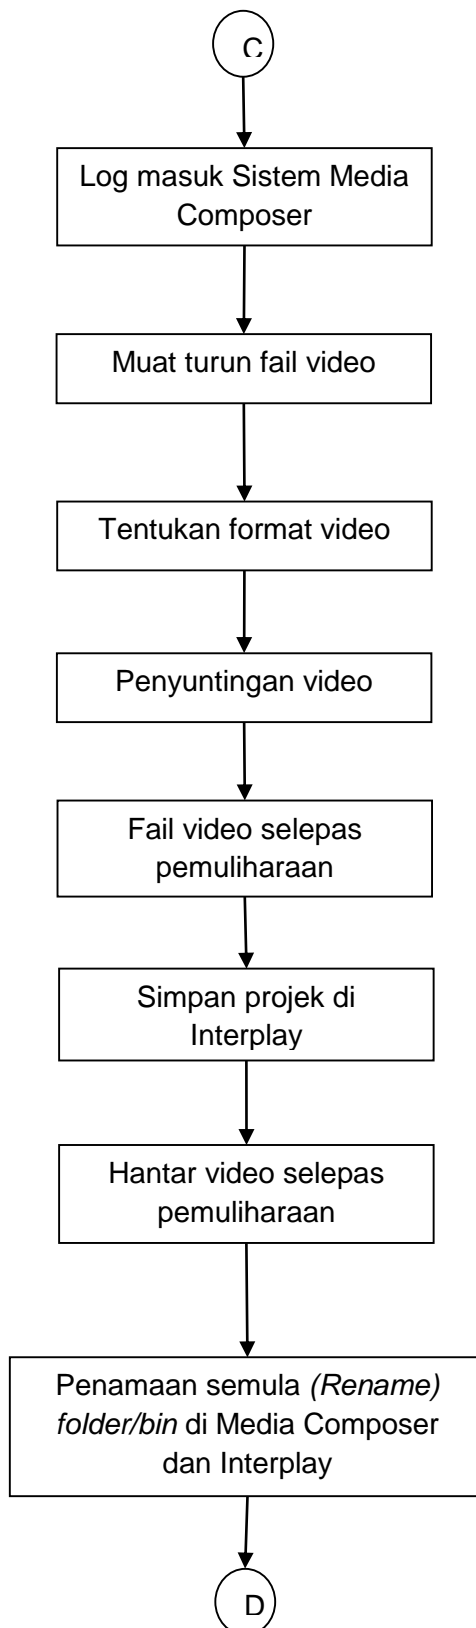 C
Log masuk Sistem Media
Composer
Muat turun fail video
Tentukan format video
Penyuntingan video
Fail video selepas
pemuliharaan
Simpan projek di
Interplay
Hantar video selepas
pemuliharaan
Penamaan semula (Rename)
folder/bin di Media Composer
dan Interplay
D